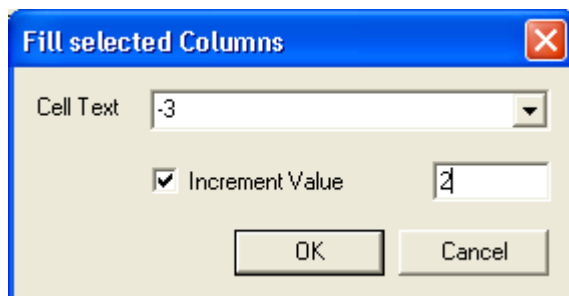 Fill selected Columns
Cell Text -3
Increment Value 2
OK Cancel